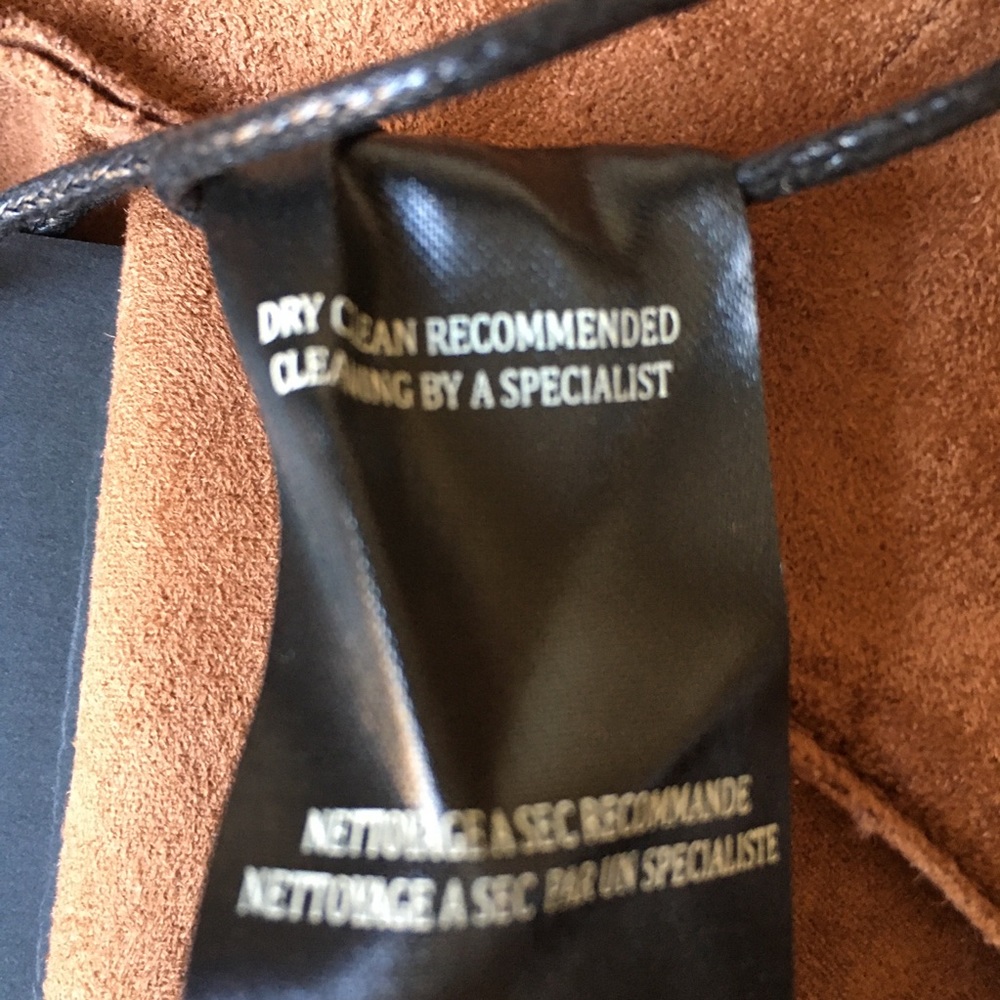 DRY CLEAN RECOMMENDED
CLEANING BY A SPECIALIST
NETTOYAGE A SEC RECOMMANDE
NETTOYAGE A SEC PAR UN SPECIALISTE